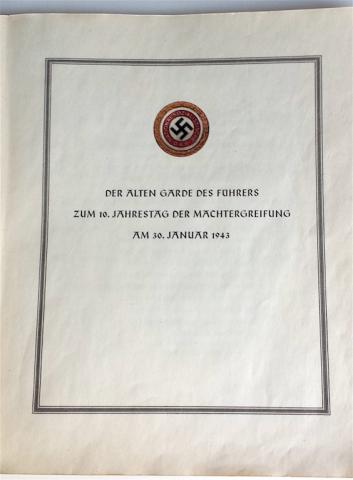 DER ALTEN GARDE DES FÜHRERS
ZUM 10. JAHRESTAG DER MACHTERGREIFUNG
AM 30. JANUAR 1943